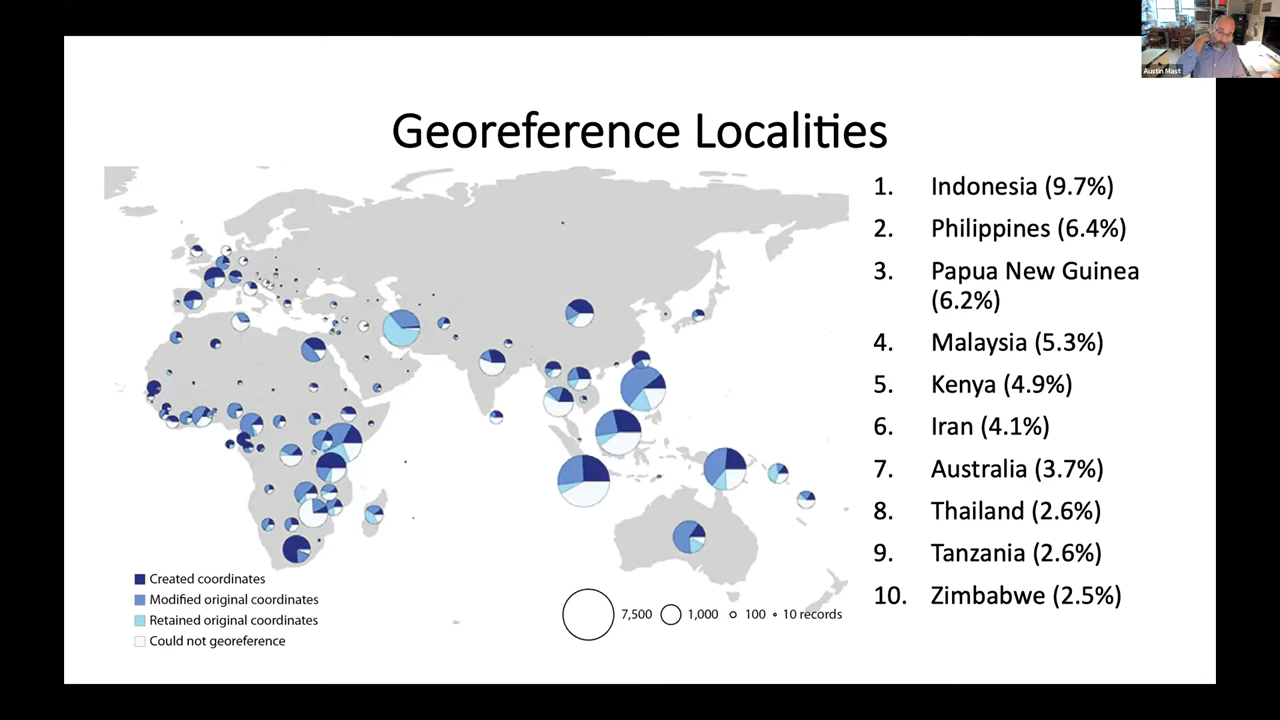 Austin Mast
Georeference Localities
1. Indonesia (9.7%)
2. Philippines (6.4%)
3. Papua New Guinea
(6.2%)
4. Malaysia (5.3%)
5. Kenya (4.9%)
6. Iran (4.1%)
7. Australia (3.7%)
8. Thailand (2.6%)
9. Tanzania (2.6%)
10. Zimbabwe (2.5%)
Created coordinates
Modified original coordinates
Retained original coordinates
Could not georeference
7,500 1,000 100 10 records